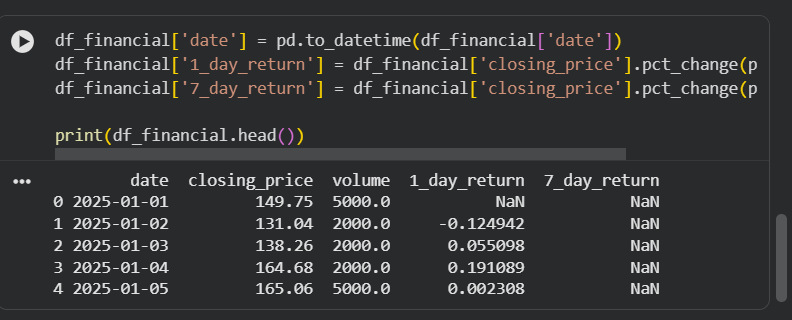 df_financial['date'] = pd.to_datetime(df_financial['date'])
df_financial['1_day_return'] = df_financial['closing_price'].pct_change(p
df_financial['7_day_return'] = df_financial['closing_price'].pct_change(p
print(df_financial.head())
date closing_price volume 1_day_return 7_day_return
0 2025-01-01 149.75 5000.0 NaN NaN
1 2025-01-02 131.04 2000.0 -0.124942 NaN
2 2025-01-03 138.26 2000.0 0.055098 NaN
3 2025-01-04 164.68 2000.0 0.191089 NaN
4 2025-01-05 165.06 5000.0 0.002308 NaN